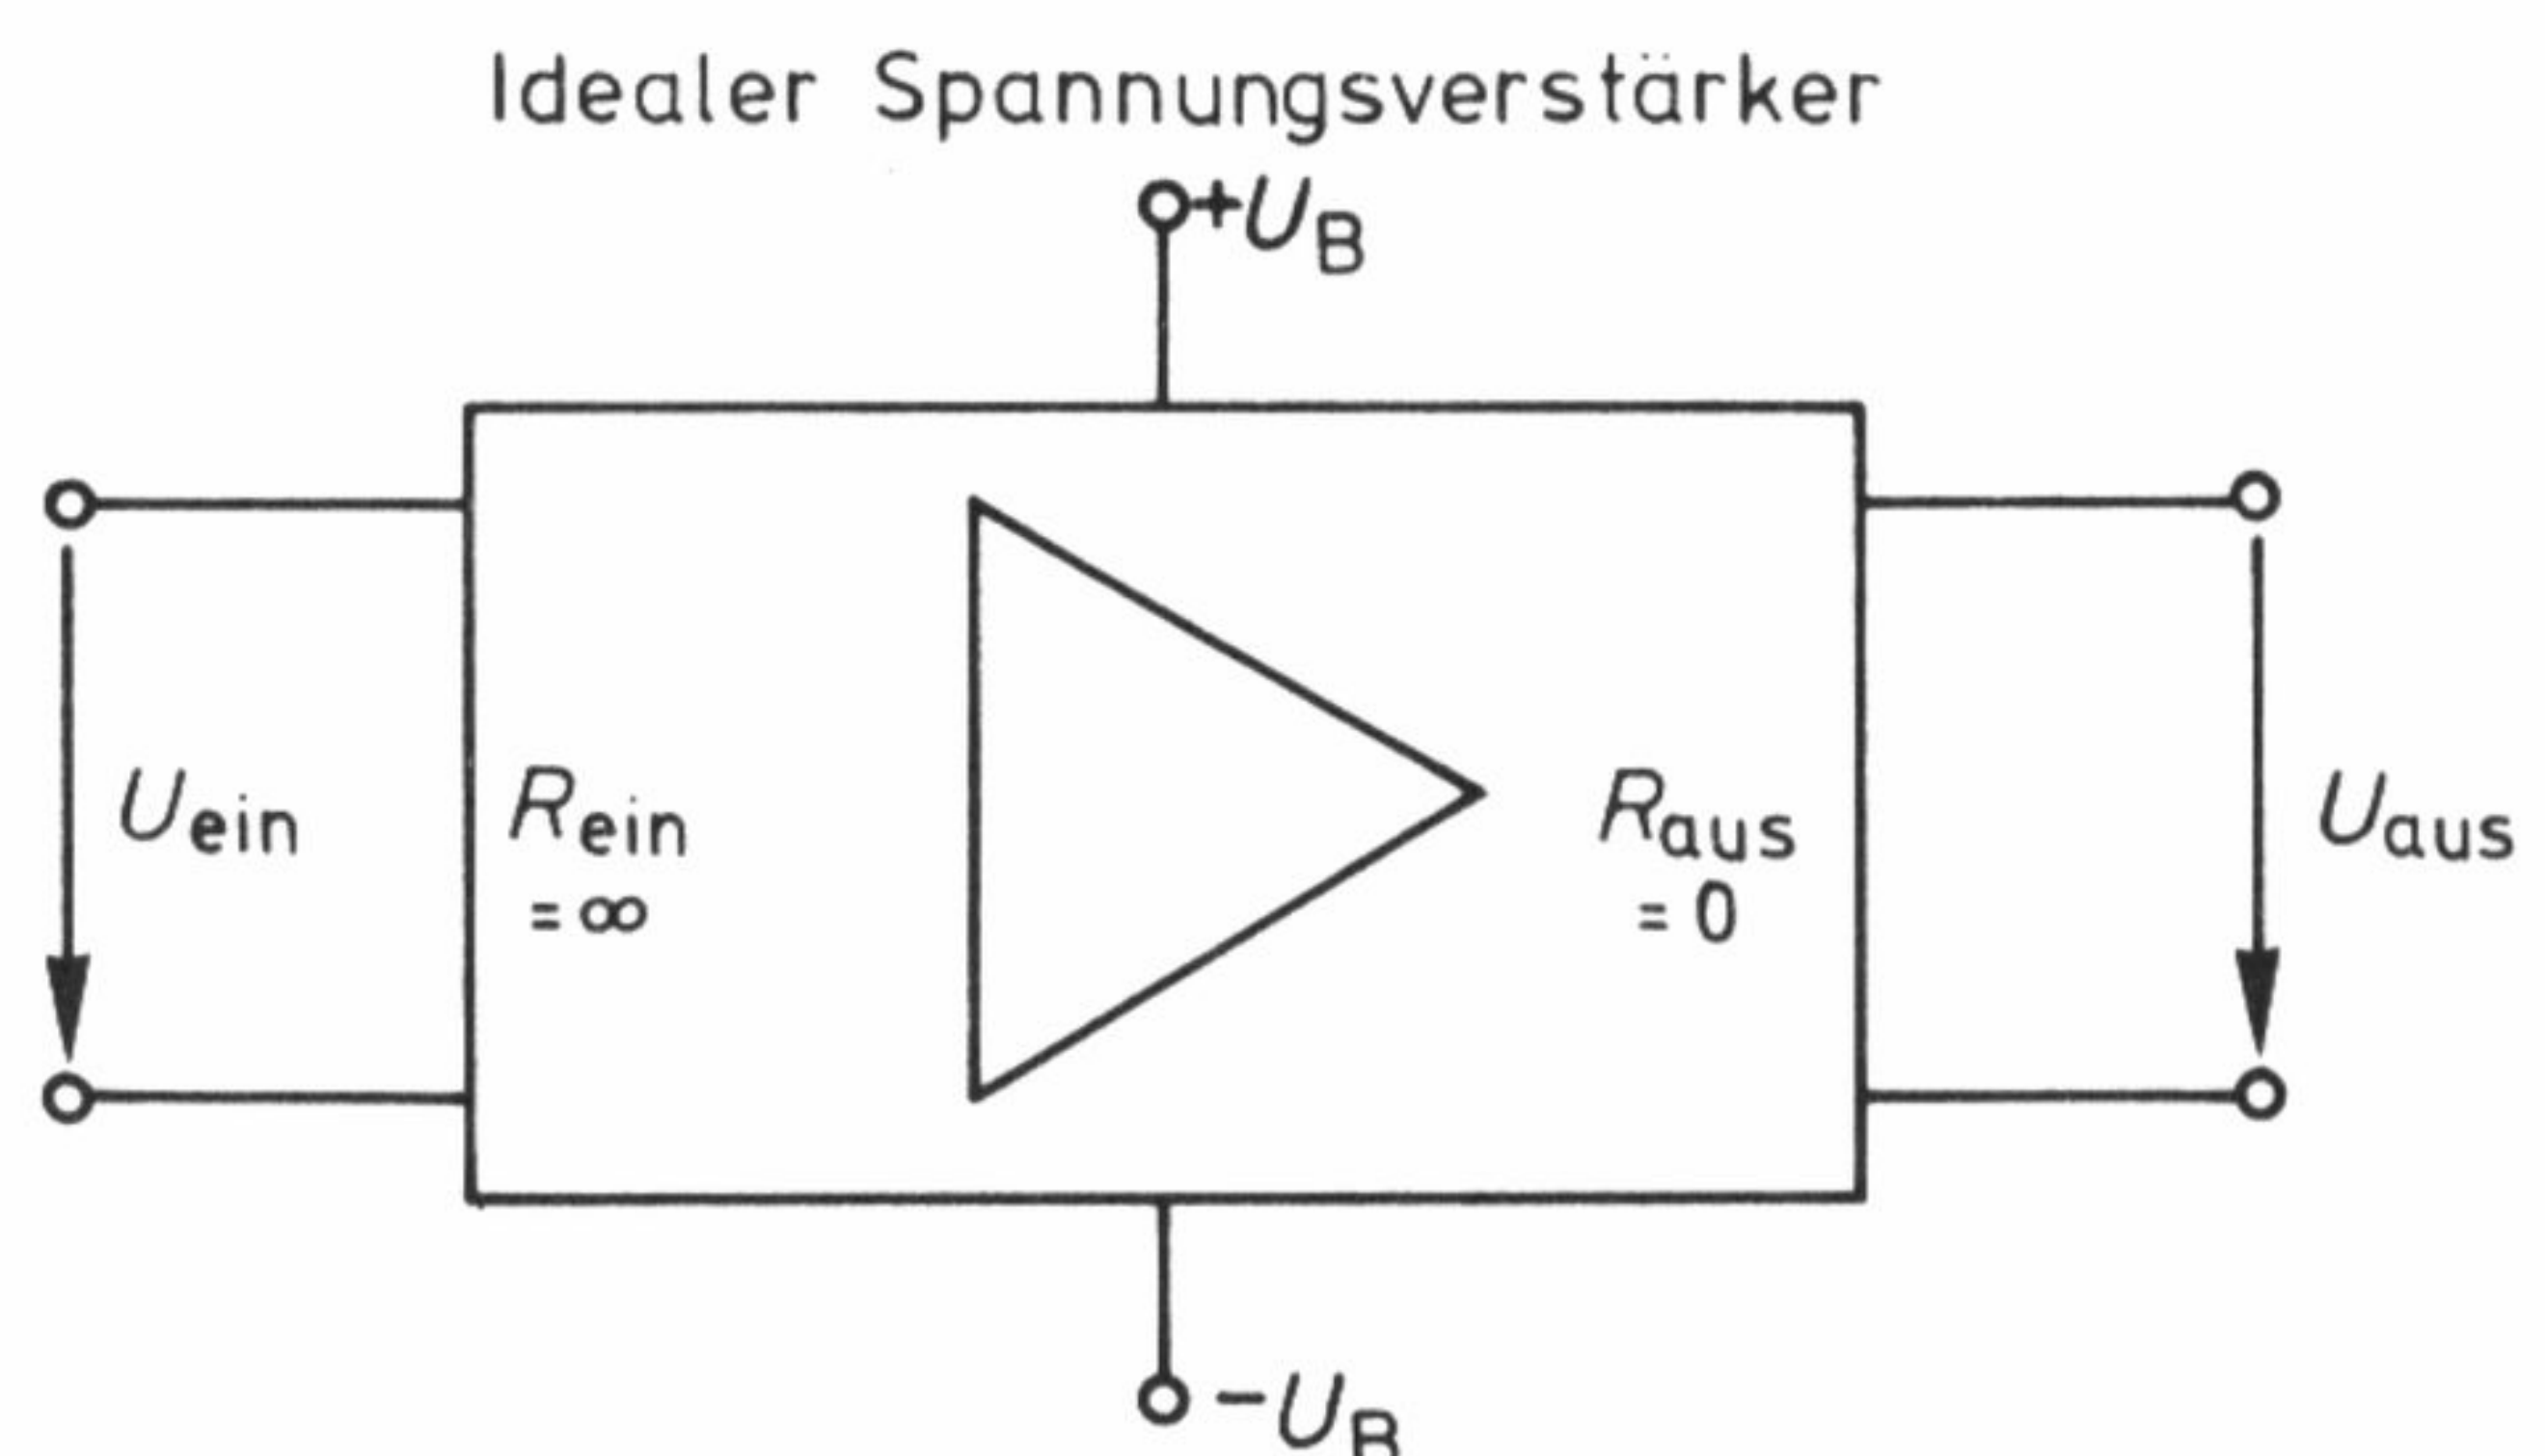 Idealer Spannungsverstärker
+U_B
U_ein
R_ein
= ∞
R_aus
= 0
U_aus
-U_B